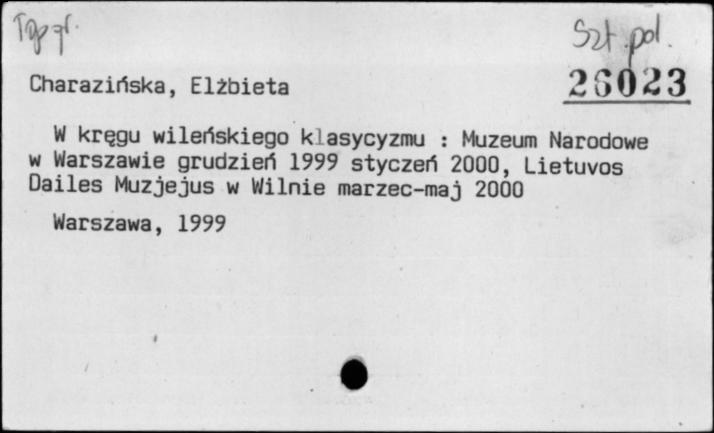 Szt. pol.
26023
Charazińska, Elżbieta
W kręgu wileńskiego klasycyzmu : Muzeum Narodowe
w Warszawie grudzień 1999 styczeń 2000, Lietuvos
Dailes Muzjejus w Wilnie marzec-maj 2000
Warszawa, 1999